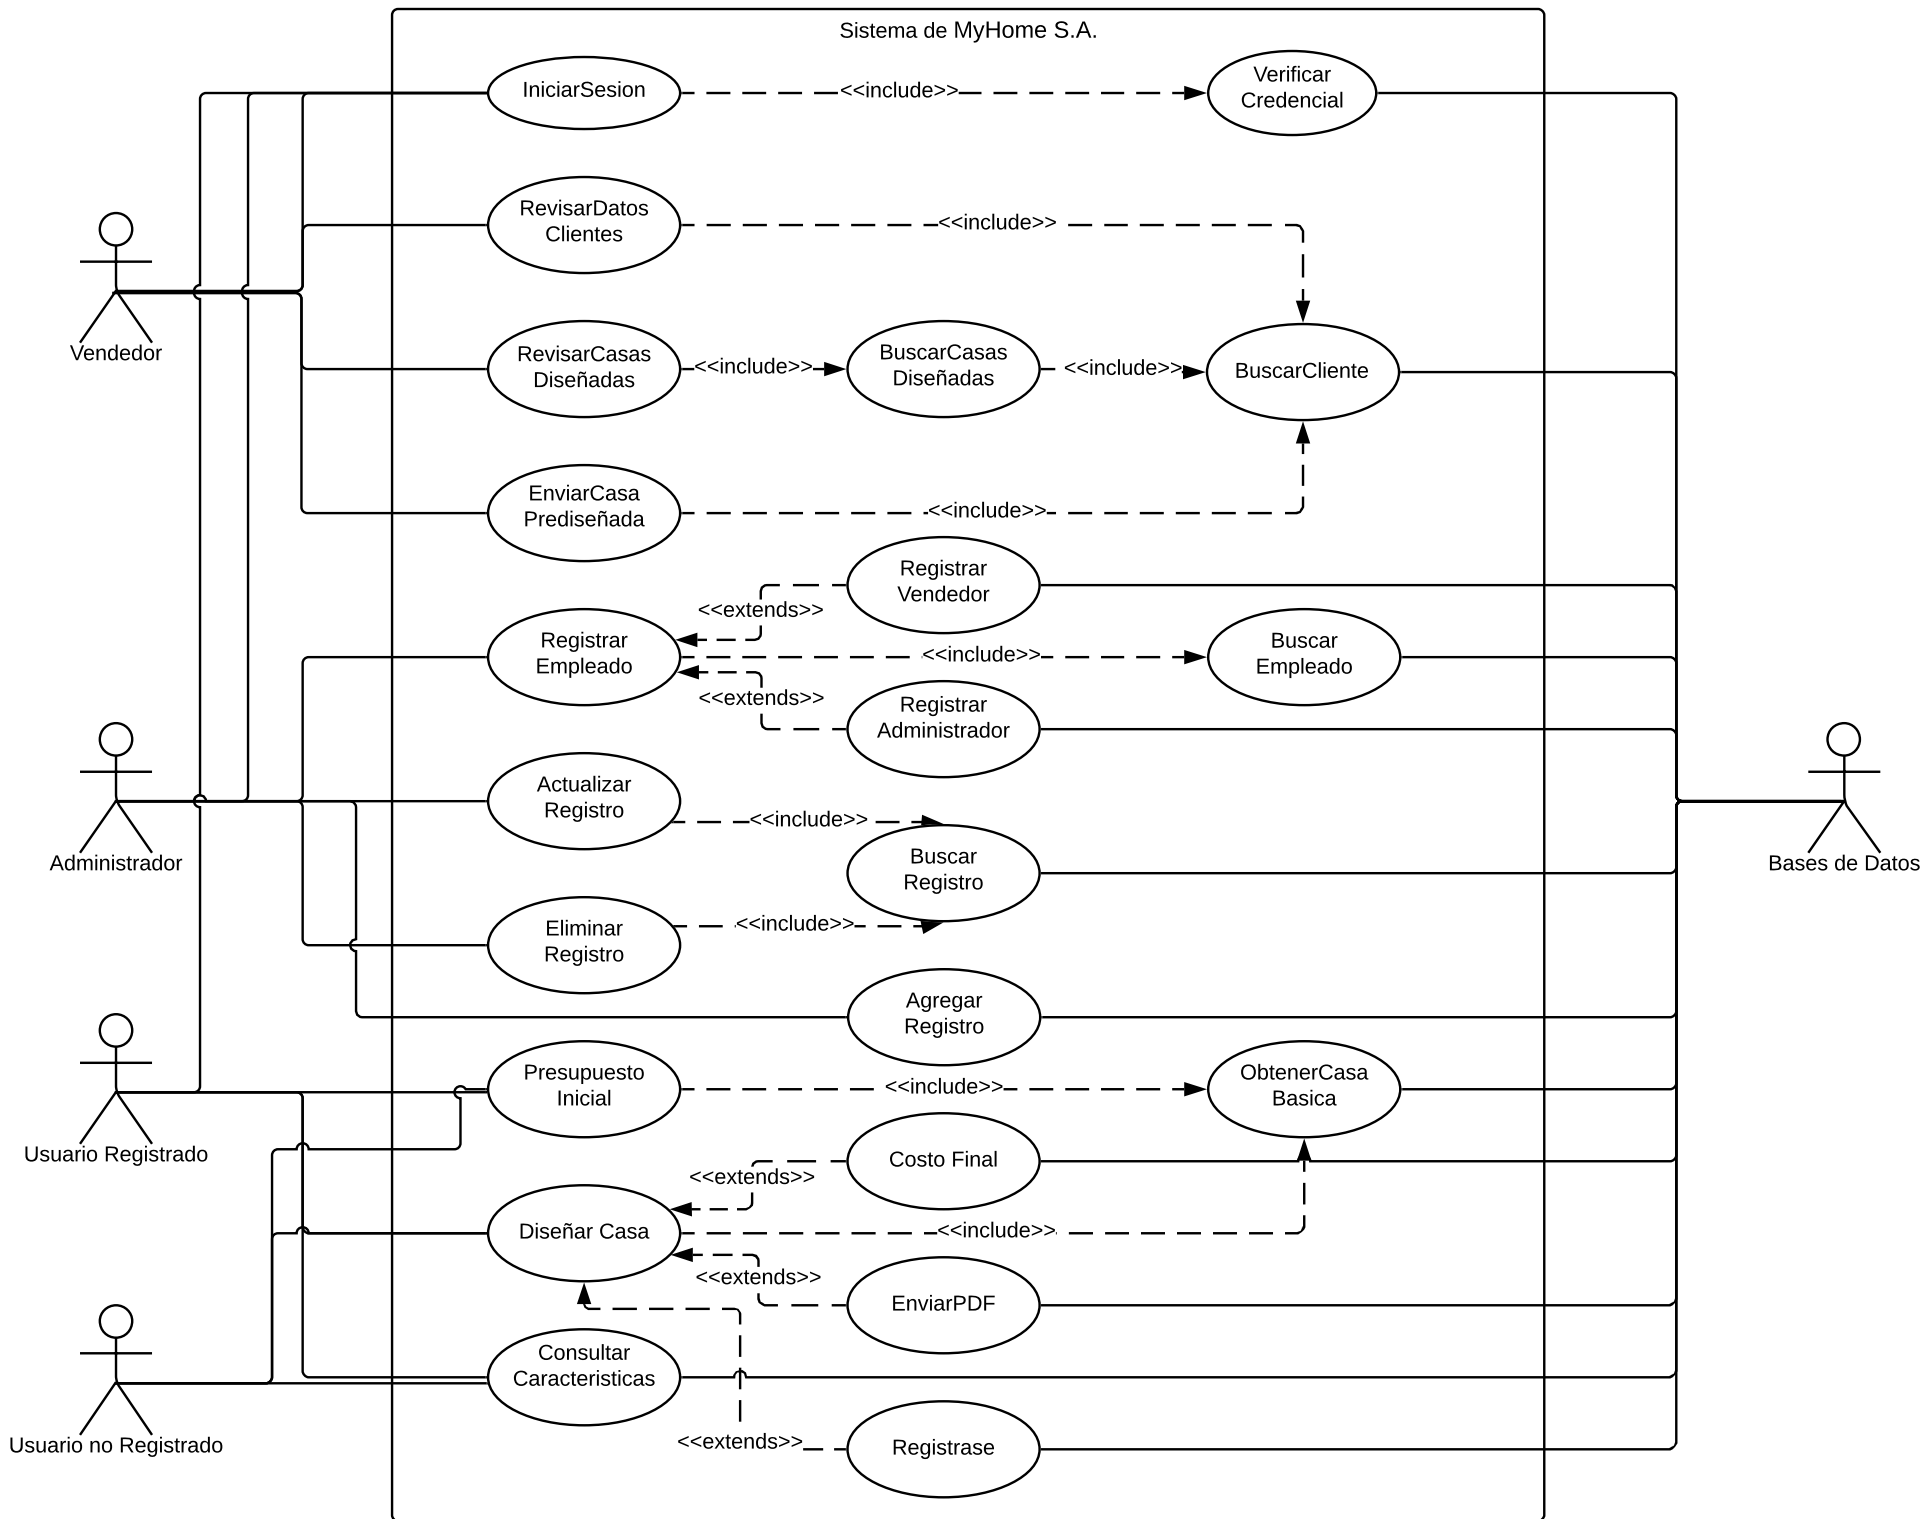 Sistema de MyHome S.A.
IniciarSesion
<<include>>
Verificar
Credencial
RevisarDatos
Clientes
<<include>>
Vendedor
RevisarCasas
Diseñadas
<<include>>
BuscarCasas
Diseñadas
<<include>>
BuscarCliente
EnviarCasa
Prediseñada
<<include>>
Registrar
Vendedor
<<extends>>
Registrar
Empleado
<<include>>
Buscar
Empleado
<<extends>>
Registrar
Administrador
Actualizar
Registro
<<include>>
Administrador
Buscar
Registro
Bases de Datos
Eliminar
Registro
<<include>>
Agregar
Registro
Presupuesto
Inicial
<<include>>
ObtenerCasa
Basica
Usuario Registrado
<<extends>>
Costo Final
Diseñar Casa
<<include>>
<<extends>>
EnviarPDF
Consultar
Caracteristicas
Usuario no Registrado
<<extends>>
Registrase